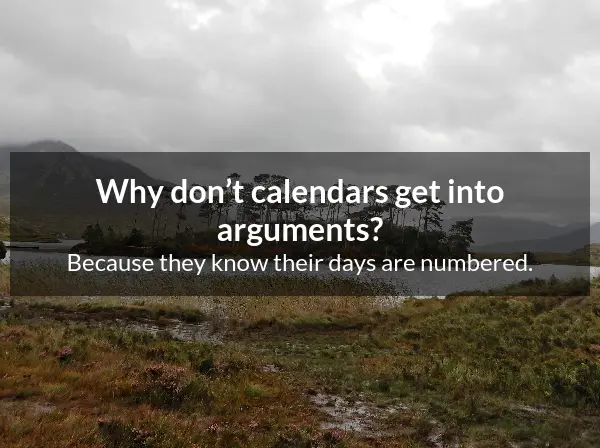 Why don’t calendars get into
arguments?
Because they know their days are numbered.